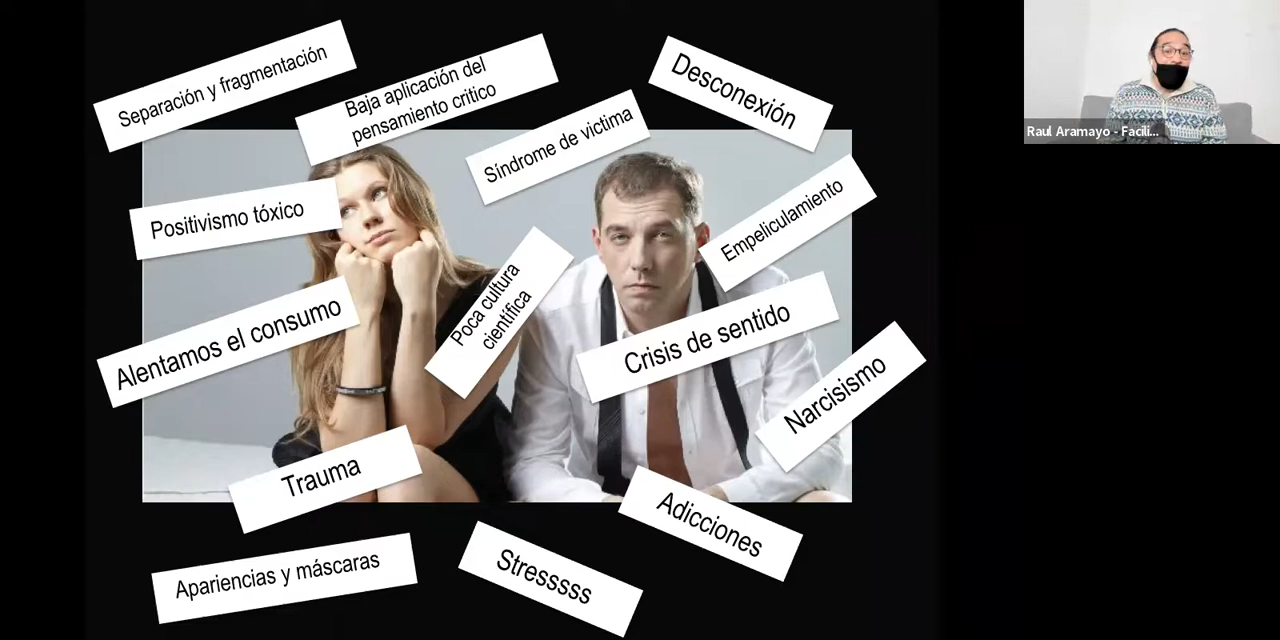 Separación y fragmentación
Baja aplicación del
pensamiento critico
Desconexión
Síndrome de victima
Raul Aramayo - Facili...
Positivismo tóxico
Empeliculamiento
Poca cultura
científica
Alentamos el consumo
Crisis de sentido
Narcisismo
Trauma
Adicciones
Apariencias y máscaras
Stresssss